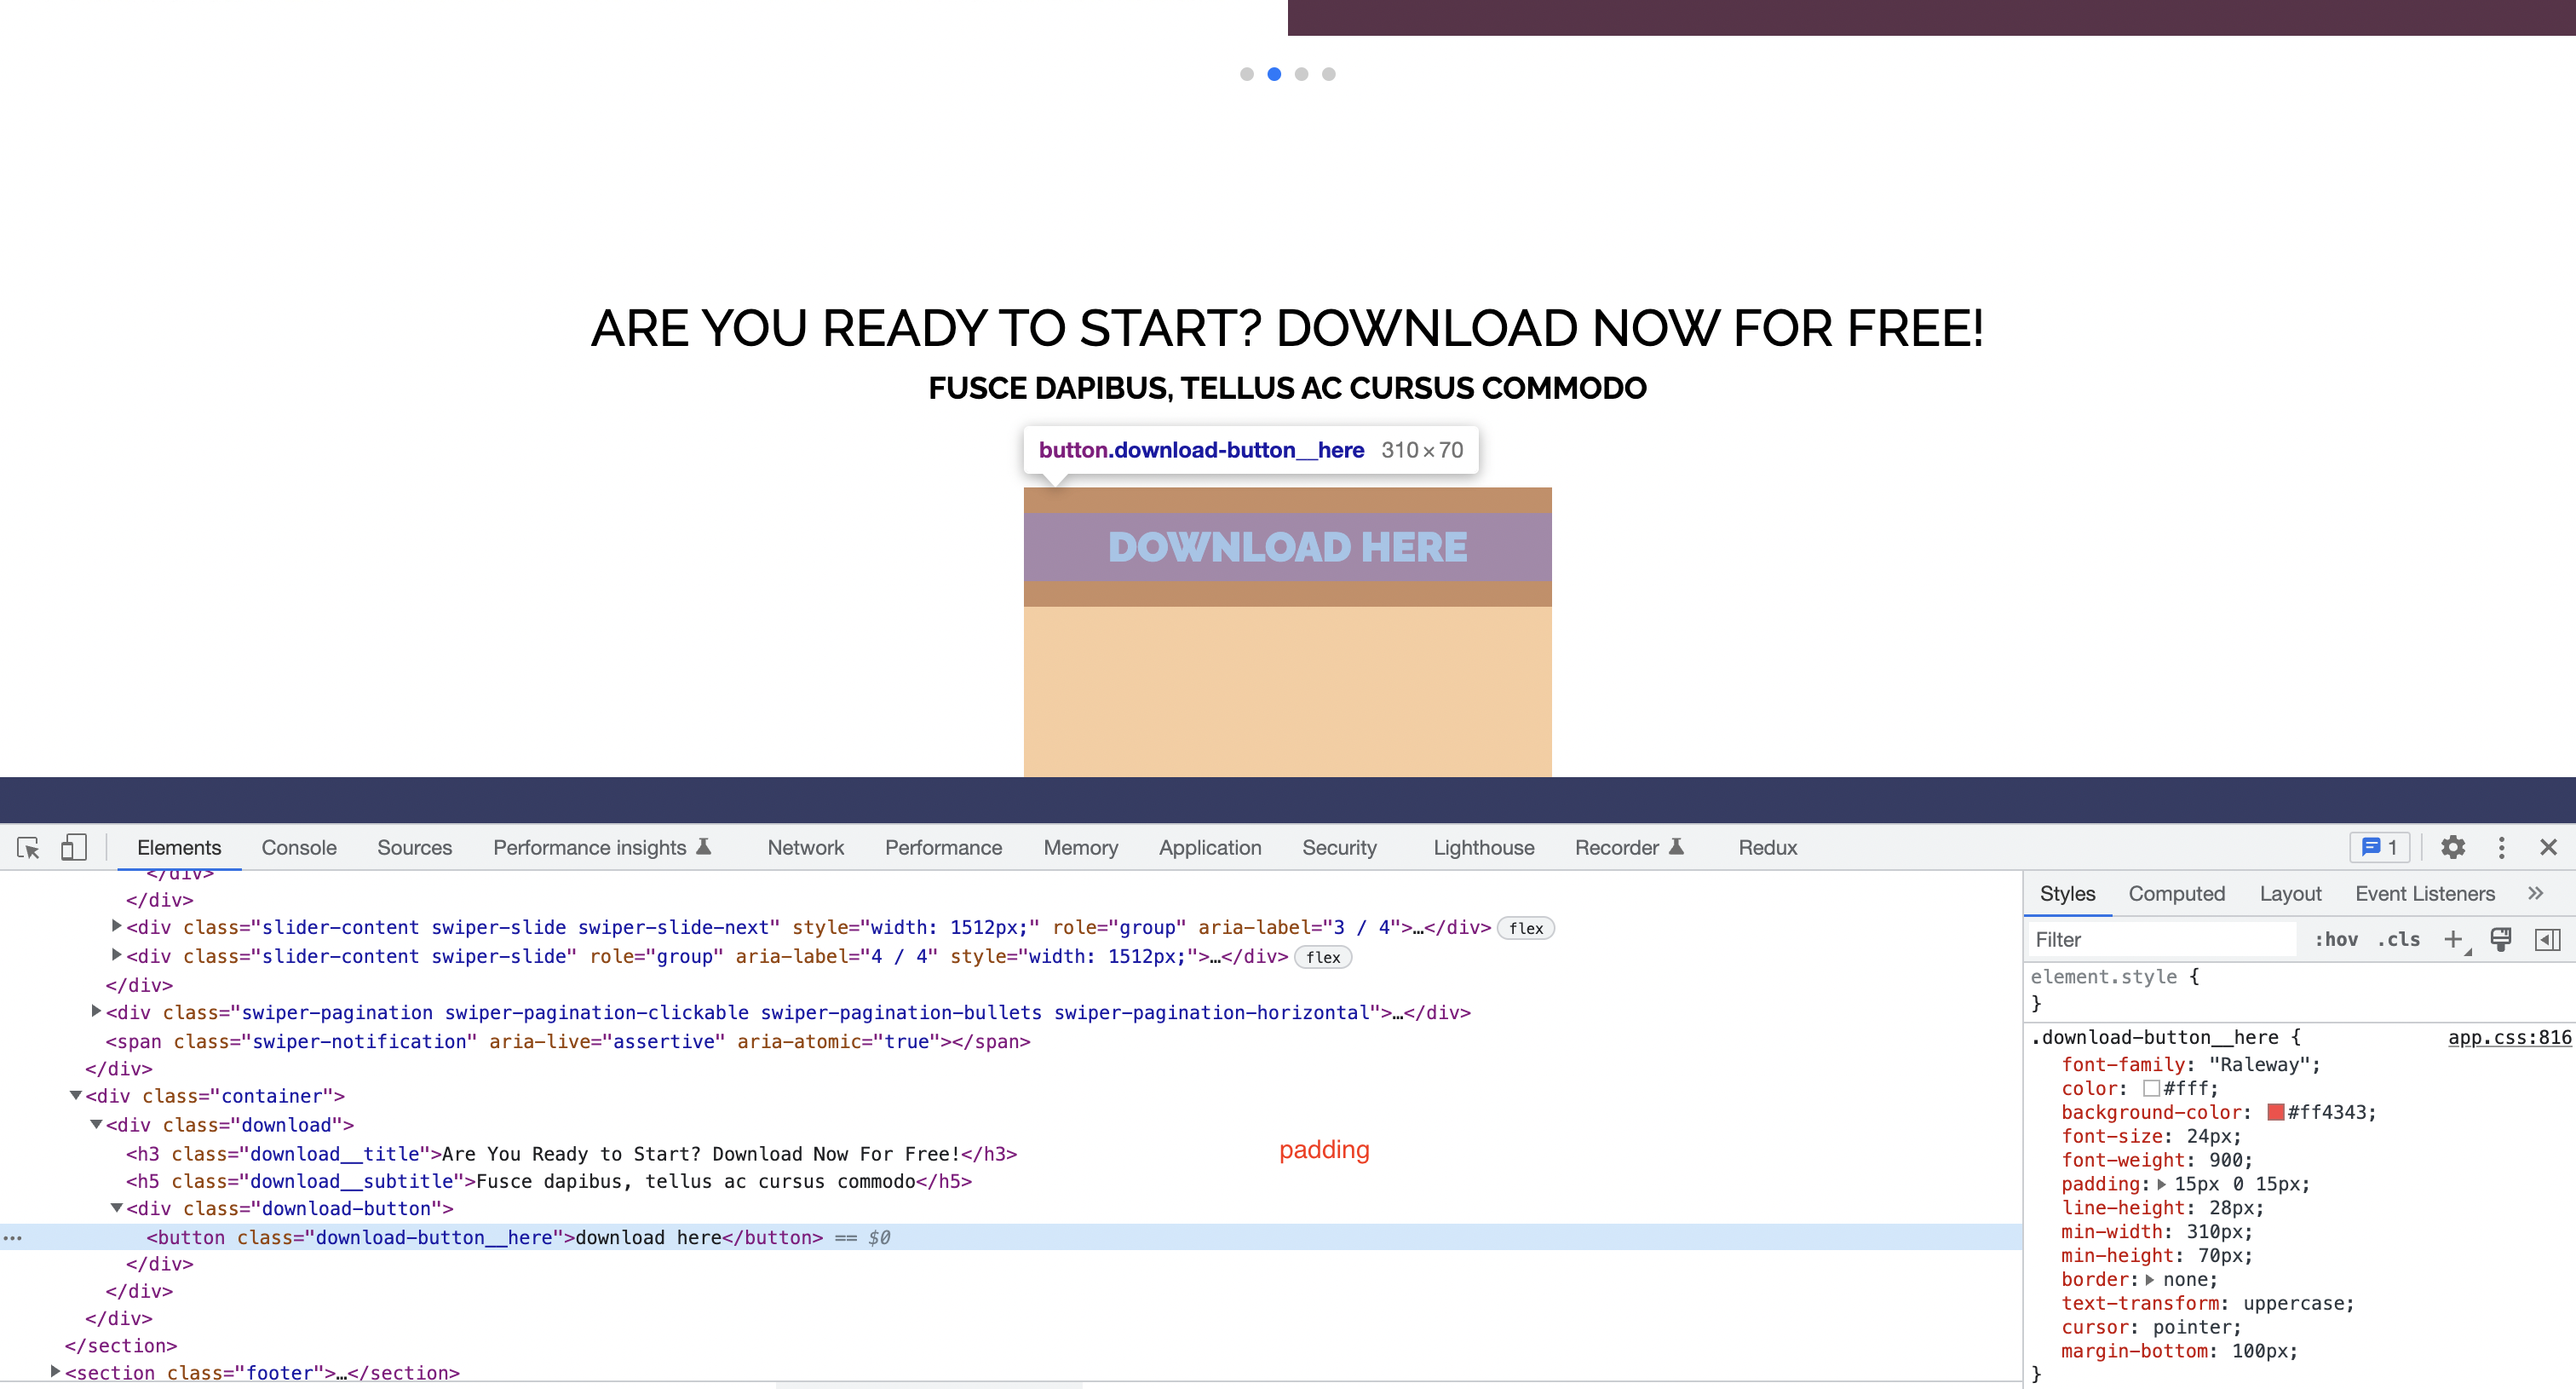 ARE YOU READY TO START? DOWNLOAD NOW FOR FREE!
FUSCE DAPIBUS, TELLUS AC CURSUS COMMODO
button.download-button__here 310 × 70
DOWNLOAD HERE
Elements Console Sources Performance insights Network Performance Memory Application Security Lighthouse Recorder Redux 1
</div>
</div>
<div class="slider-content swiper-slide swiper-slide-next" style="width: 1512px;" role="group" aria-label="3 / 4">…</div> flex
<div class="slider-content swiper-slide" role="group" aria-label="4 / 4" style="width: 1512px;">…</div> flex
</div>
<div class="swiper-pagination swiper-pagination-clickable swiper-pagination-bullets swiper-pagination-horizontal">…</div>
<span class="swiper-notification" aria-live="assertive" aria-atomic="true"></span>
</div>
<div class="container">
<div class="download">
<h3 class="download__title">Are You Ready to Start? Download Now For Free!</h3>
padding
<h5 class="download__subtitle">Fusce dapibus, tellus ac cursus commodo</h5>
<div class="download-button">
<button class="download-button__here">download here</button> == $0
</div>
</div>
</div>
</section>
<section class="footer">…</section>
Styles Computed Layout Event Listeners »
Filter :hov .cls +
element.style {
}
.download-button__here { app.css:816
font-family: "Raleway";
color: #fff;
background-color: #ff4343;
font-size: 24px;
font-weight: 900;
padding: 15px 0 15px;
line-height: 28px;
min-width: 310px;
min-height: 70px;
border: none;
text-transform: uppercase;
cursor: pointer;
margin-bottom: 100px;
}